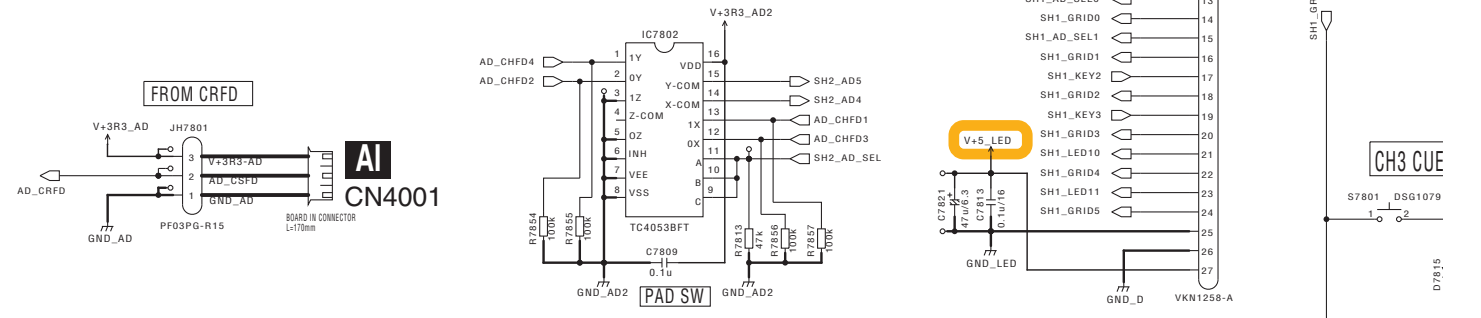 FROM CRFD
V+3R3_AD
JH7801
3
V+3R3-AD
AD_CRFD
2
AD_CSFD
1
GND_AD
GND_AD
PF03PG-R15
AI
CN4001
BOARD IN CONNECTOR
L=170mm
V+3R3_AD2
IC7802
AD_CHFD4
1
1Y
16
VDD
AD_CHFD2
2
0Y
15
Y-COM
SH2_AD5
3
1Z
14
X-COM
SH2_AD4
4
Z-COM
13
1X
AD_CHFD1
5
0Z
12
0X
AD_CHFD3
6
INH
11
A
SH2_AD_SEL
7
VEE
10
B
8
VSS
9
C
TC4053BFT
R7854
100k
R7855
100k
R7813
47k
R7856
100k
R7857
100k
C7809
0.1u
GND_AD2
PAD SW
GND_AD2
13
SH1_GRID0
14
SH1_AD_SEL1
15
SH1_GRID1
16
SH1_KEY2
17
SH1_GRID2
18
SH1_KEY3
19
SH1_GRID3
20
SH1_LED10
21
SH1_GRID4
22
SH1_LED11
23
SH1_GRID5
24
25
26
27
V+5_LED
C7821
47u/6.3
+
C7813
0.1u/16
GND_LED
GND_D
VKN1258-A
SH1_GR
CH3 CUE
S7801
DSG1079
1
2
D7815